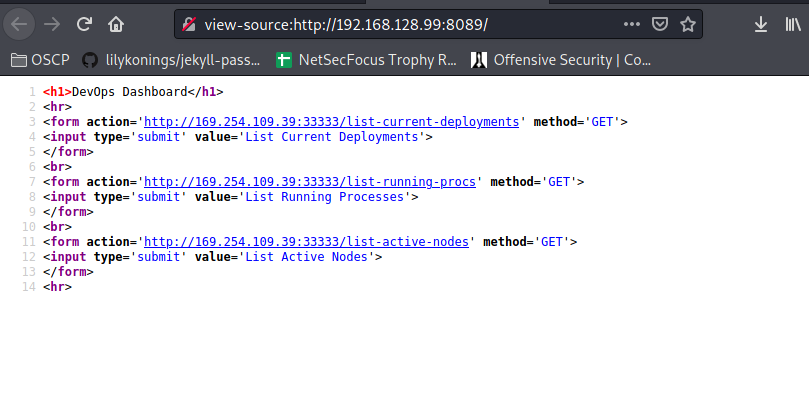 view-source:http://192.168.128.99:8089/
OSCP lilykonings/jekyll-pass... NetSecFocus Trophy R... Offensive Security | Co...
1 <h1>DevOps Dashboard</h1>
2 <hr>
3 <form action='http://169.254.109.39:33333/list-current-deployments' method='GET'>
4 <input type='submit' value='List Current Deployments'>
5 </form>
6 <br>
7 <form action='http://169.254.109.39:33333/list-running-procs' method='GET'>
8 <input type='submit' value='List Running Processes'>
9 </form>
10 <br>
11 <form action='http://169.254.109.39:33333/list-active-nodes' method='GET'>
12 <input type='submit' value='List Active Nodes'>
13 </form>
14 <hr>